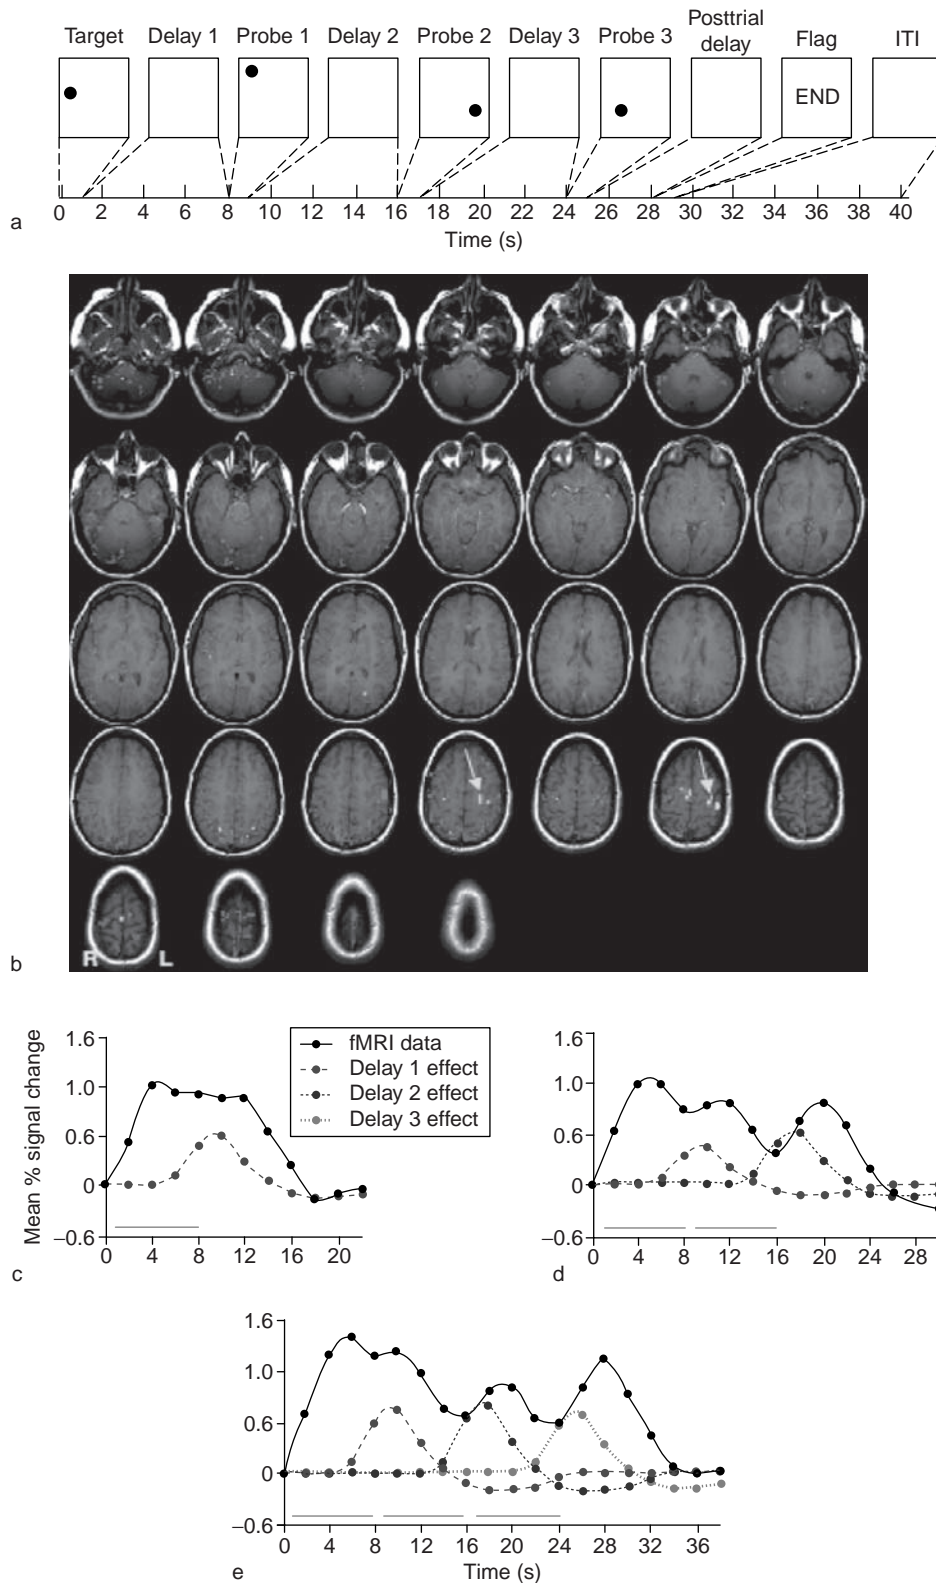 Target Delay 1 Probe 1 Delay 2 Probe 2 Delay 3 Probe 3 Posttrial delay Flag ITI
END
0 2 4 6 8 10 12 14 16 18 20 22 24 26 28 30 32 34 36 38 40
Time (s)
a
R L
b
Mean % signal change
1.6
1.0
0.6
0
−0.6
0 4 8 12 16 20
c
fMRI data
Delay 1 effect
Delay 2 effect
Delay 3 effect
1.6
1.0
0.6
0
−0.6
0 4 8 12 16 20 24 28
d
1.6
1.0
0.6
0
−0.6
0 4 8 12 16 20 24 28 32 36
Time (s)
e